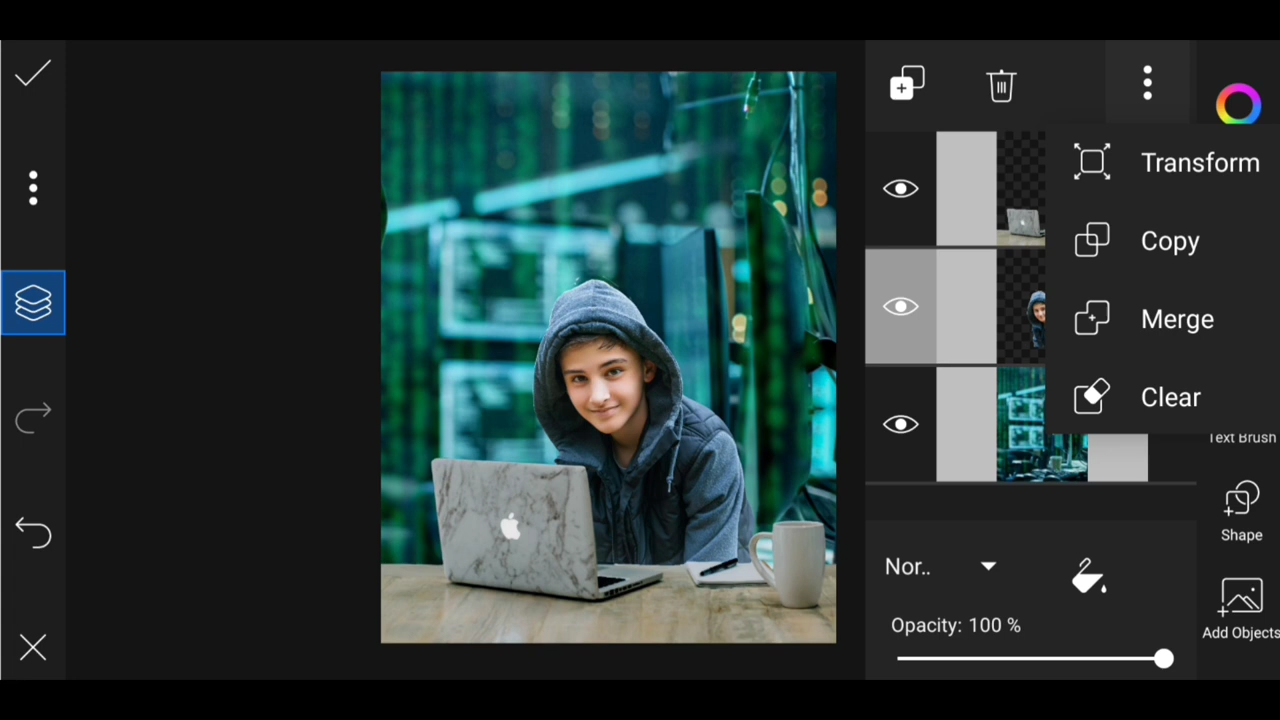 Transform
Copy
Merge
Clear
Text Brush
Shape
Nor..
Opacity: 100 %
Add Objects